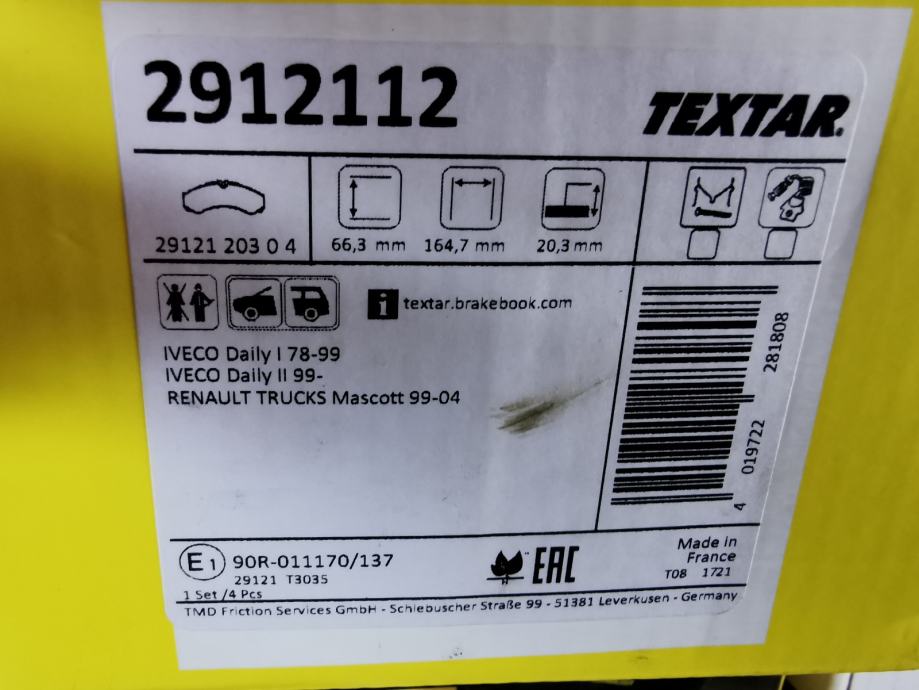 2912112
TEXTAR®
29121 203 0 4
66,3 mm
164,7 mm
20,3 mm
i textar.brakebook.com
IVECO Daily I 78-99
IVECO Daily II 99-
RENAULT TRUCKS Mascott 99-04
4 019722 281808
E1 90R-011170/137
29121 T3035
1 Set /4 Pcs
EAC
Made in
France
T08 1721
TMD Friction Services GmbH - Schlebuscher Straße 99 - 51381 Leverkusen - Germany